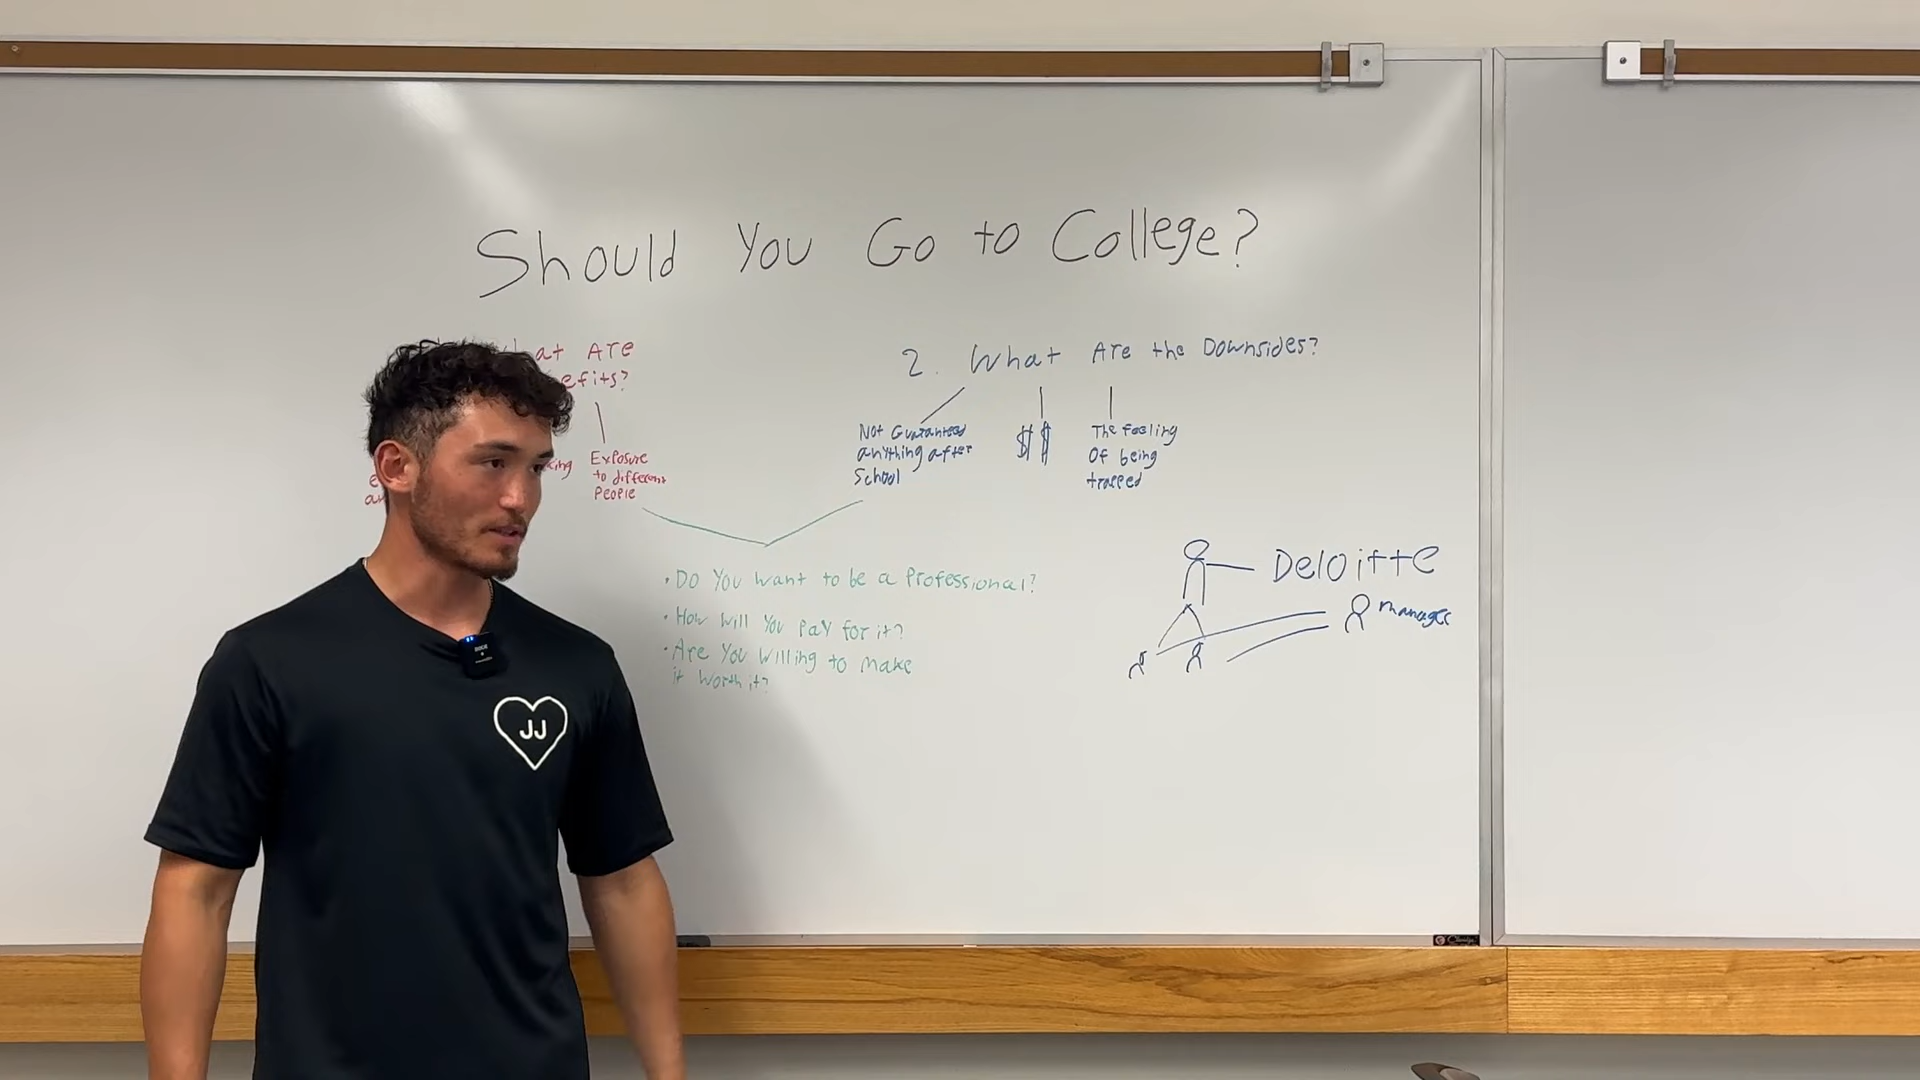 Should You Go to College?
at Are
efits?
king
Exposure
to different
People
2. What Are the Downsides?
Not Guaranteed
anything after
School
$$
The feeling
Of being
trapped
• Do You want to be a Professional?
• How will You Pay for it?
• Are You Willing to make
it worth it?
Deloitte
manager
JJ